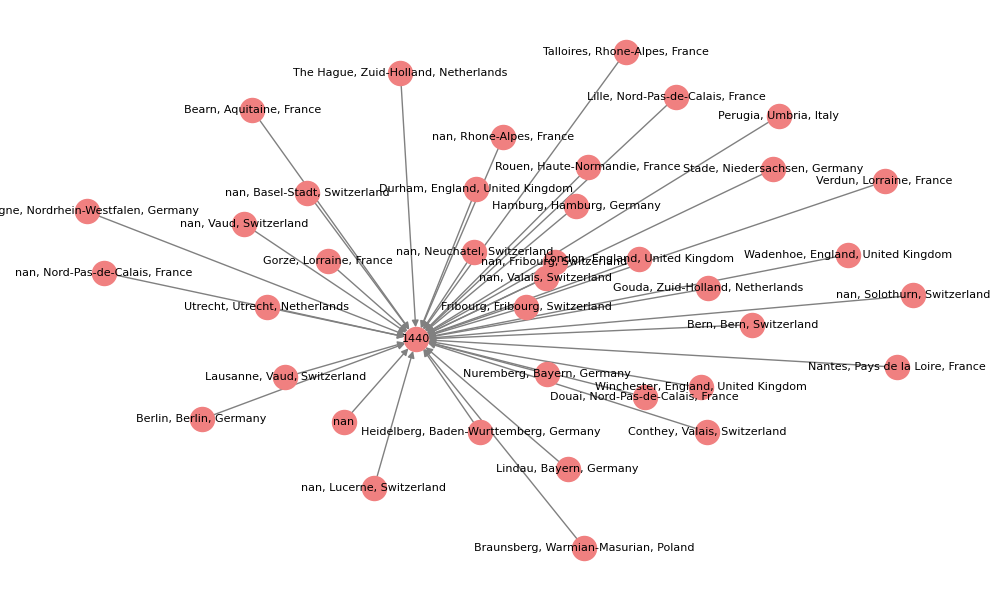 Talloires, Rhone-Alpes, France
The Hague, Zuid-Holland, Netherlands
Lille, Nord-Pas-de-Calais, France
Bearn, Aquitaine, France
Perugia, Umbria, Italy
nan, Rhone-Alpes, France
Rouen, Haute-Normandie, France
Stade, Niedersachsen, Germany
Verdun, Lorraine, France
Durham, England, United Kingdom
nan, Basel-Stadt, Switzerland
Hamburg, Hamburg, Germany
gne, Nordrhein-Westfalen, Germany
nan, Vaud, Switzerland
nan, Neuchatel, Switzerland
Wadenhoe, England, United Kingdom
London, England, United Kingdom
Gorze, Lorraine, France
nan, Fribourg, Switzerland
nan, Nord-Pas-de-Calais, France
nan, Valais, Switzerland
Gouda, Zuid-Holland, Netherlands
nan, Solothurn, Switzerland
Utrecht, Utrecht, Netherlands
Fribourg, Fribourg, Switzerland
Bern, Bern, Switzerland
1440
Nantes, Pays de la Loire, France
Nuremberg, Bayern, Germany
Lausanne, Vaud, Switzerland
Winchester, England, United Kingdom
Douai, Nord-Pas-de-Calais, France
Berlin, Berlin, Germany
nan
Heidelberg, Baden-Wurttemberg, Germany
Conthey, Valais, Switzerland
Lindau, Bayern, Germany
nan, Lucerne, Switzerland
Braunsberg, Warmian-Masurian, Poland